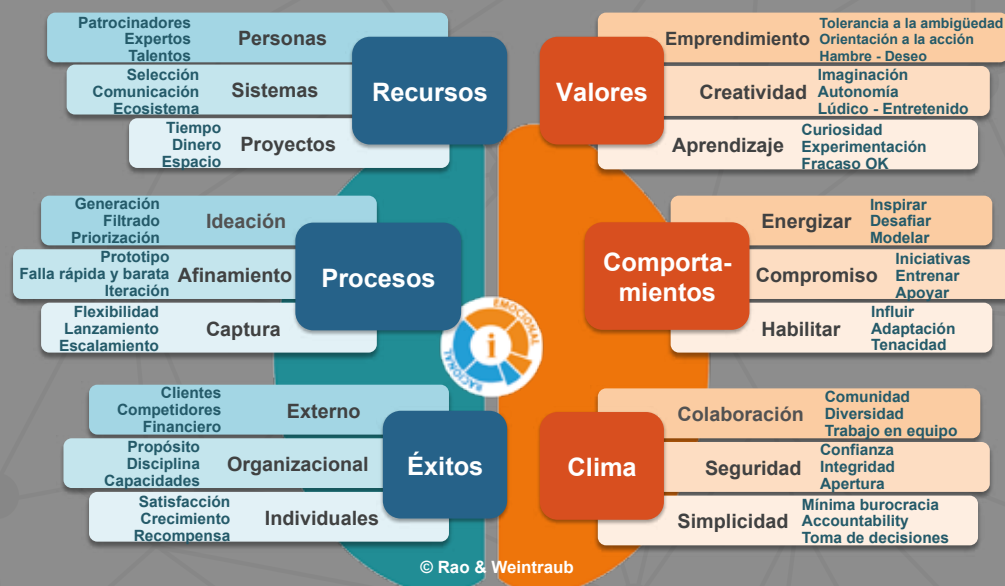 Patrocinadores
Expertos
Talentos
Personas
Selección
Comunicación
Ecosistema
Sistemas
Tiempo
Dinero
Espacio
Proyectos
Recursos
Valores
Emprendimiento
Tolerancia a la ambigüedad
Orientación a la acción
Hambre - Deseo
Creatividad
Imaginación
Autonomía
Lúdico - Entretenido
Aprendizaje
Curiosidad
Experimentación
Fracaso OK
Generación
Filtrado
Priorización
Ideación
Prototipo
Falla rápida y barata
Iteración
Afinamiento
Flexibilidad
Lanzamiento
Escalamiento
Captura
Procesos
Comporta-
mientos
Energizar
Inspirar
Desafiar
Modelar
Compromiso
Iniciativas
Entrenar
Apoyar
Habilitar
Influir
Adaptación
Tenacidad
EMOCIONAL
i
RACIONAL
Clientes
Competidores
Financiero
Externo
Propósito
Disciplina
Capacidades
Organizacional
Satisfacción
Crecimiento
Recompensa
Individuales
Éxitos
Clima
Colaboración
Comunidad
Diversidad
Trabajo en equipo
Seguridad
Confianza
Integridad
Apertura
Simplicidad
Mínima burocracia
Accountability
Toma de decisiones
© Rao & Weintraub